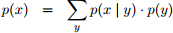 p(x) = ∑_y p(x | y) · p(y)